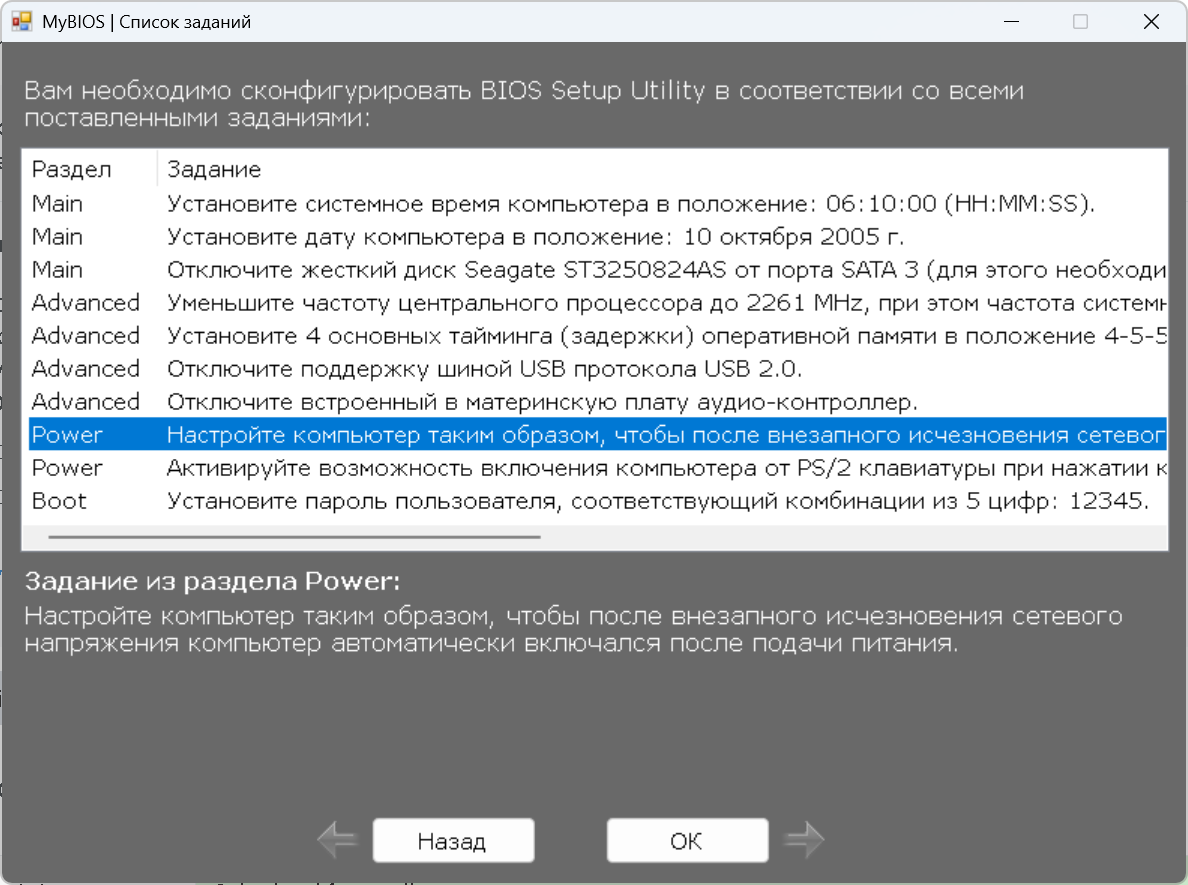 MyBIOS | Список заданий
Вам необходимо сконфигурировать BIOS Setup Utility в соответствии со всеми
поставленными заданиями:
Раздел Задание
Main Установите системное время компьютера в положение: 06:10:00 (HH:MM:SS).
Main Установите дату компьютера в положение: 10 октября 2005 г.
Main Отключите жесткий диск Seagate ST3250824AS от порта SATA 3 (для этого необходи
Advanced Уменьшите частоту центрального процессора до 2261 MHz, при этом частота систем
Advanced Установите 4 основных тайминга (задержки) оперативной памяти в положение 4-5-5
Advanced Отключите поддержку шиной USB протокола USB 2.0.
Advanced Отключите встроенный в материнскую плату аудио-контроллер.
Power Настройте компьютер таким образом, чтобы после внезапного исчезновения сетевог
Power Активируйте возможность включения компьютера от PS/2 клавиатуры при нажатии к
Boot Установите пароль пользователя, соответствующий комбинации из 5 цифр: 12345.
Задание из раздела Power:
Настройте компьютер таким образом, чтобы после внезапного исчезновения сетевого
напряжения компьютер автоматически включался после подачи питания.
Назад ОК